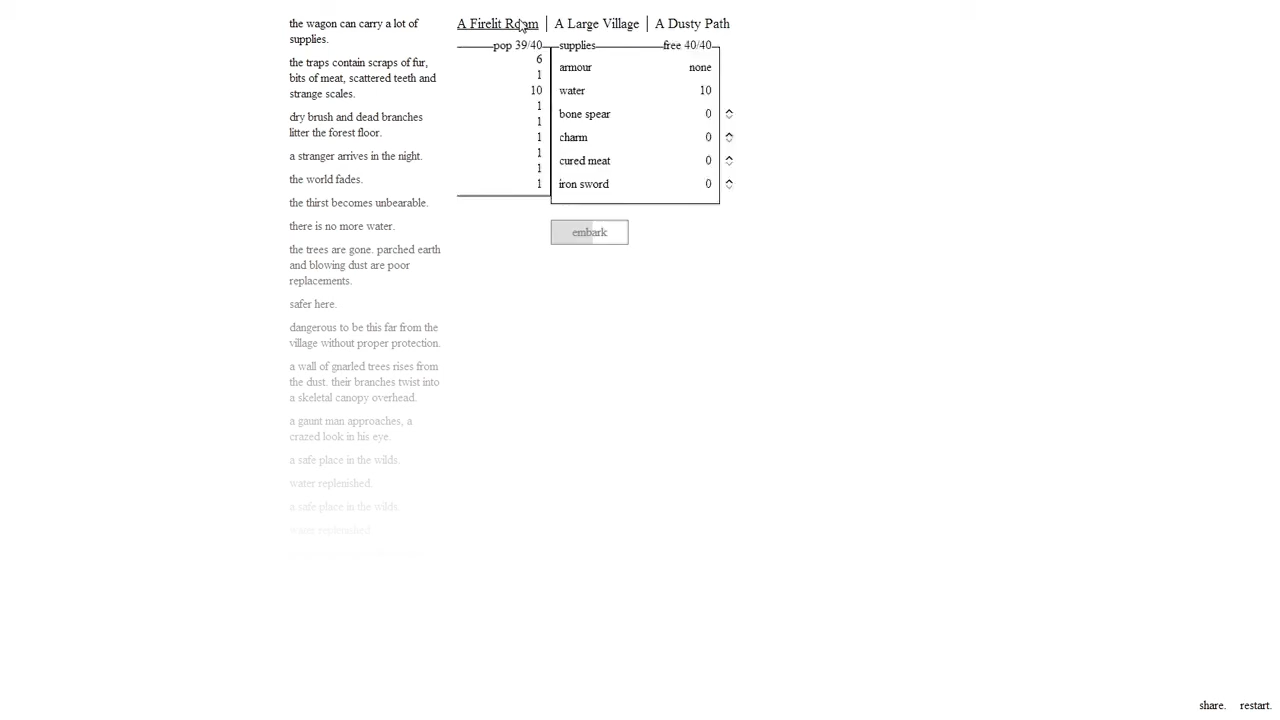 the wagon can carry a lot of
supplies.
the traps contain scraps of fur,
bits of meat, scattered teeth and
strange scales.
dry brush and dead branches
litter the forest floor.
a stranger arrives in the night.
the world fades.
the thirst becomes unbearable.
there is no more water.
the trees are gone. parched earth
and blowing dust are poor
replacements.
safer here.
dangerous to be this far from the
village without proper protection.
a wall of gnarled trees rises from
the dust. their branches twist into
a skeletal canopy overhead.
a gaunt man approaches, a
crazed look in his eye.
a safe place in the wilds.
water replenished.
a safe place in the wilds.
water replenished.
A Firelit Room | A Large Village | A Dusty Path
pop 39/40
6
1
10
1
1
1
1
1
1
supplies free 40/40
armour none
water 10
bone spear 0
charm 0
cured meat 0
iron sword 0
embark
share. restart.